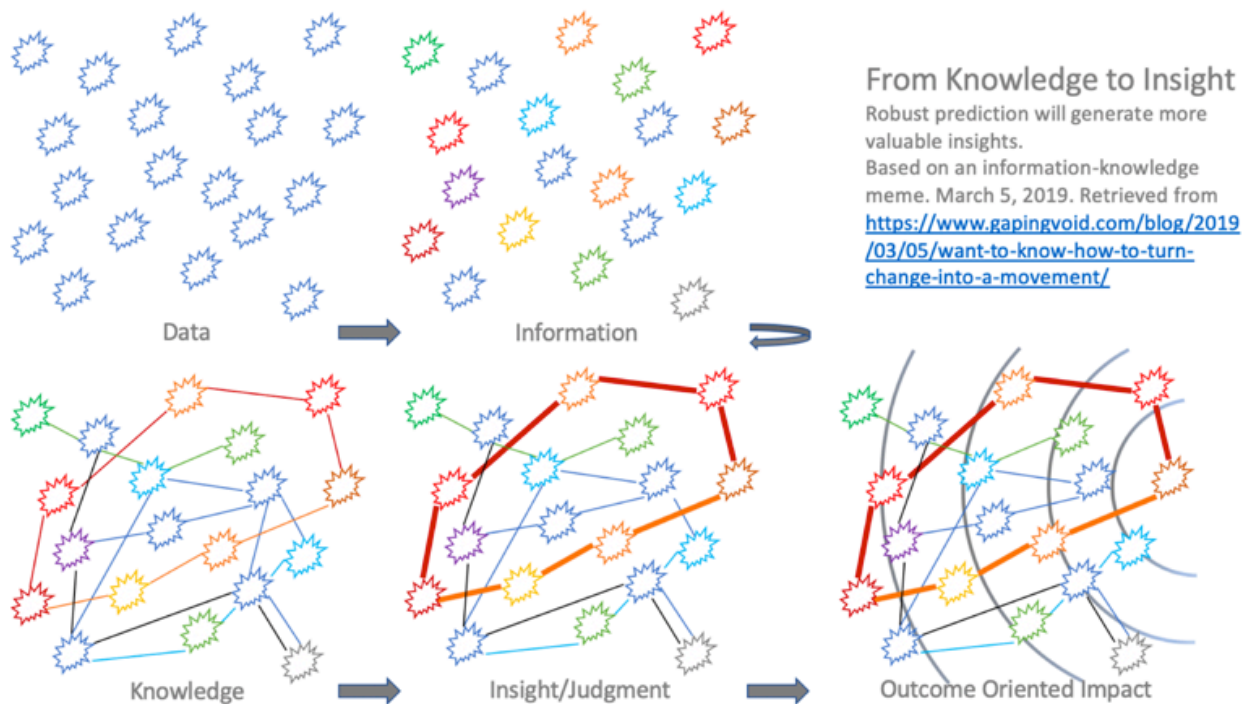 From Knowledge to Insight
Robust prediction will generate more
valuable insights.
Based on an information-knowledge
meme. March 5, 2019. Retrieved from
https://www.gapingvoid.com/blog/2019
/03/05/want-to-know-how-to-turn-
change-into-a-movement/
Data
Information
Knowledge
Insight/Judgment
Outcome Oriented Impact